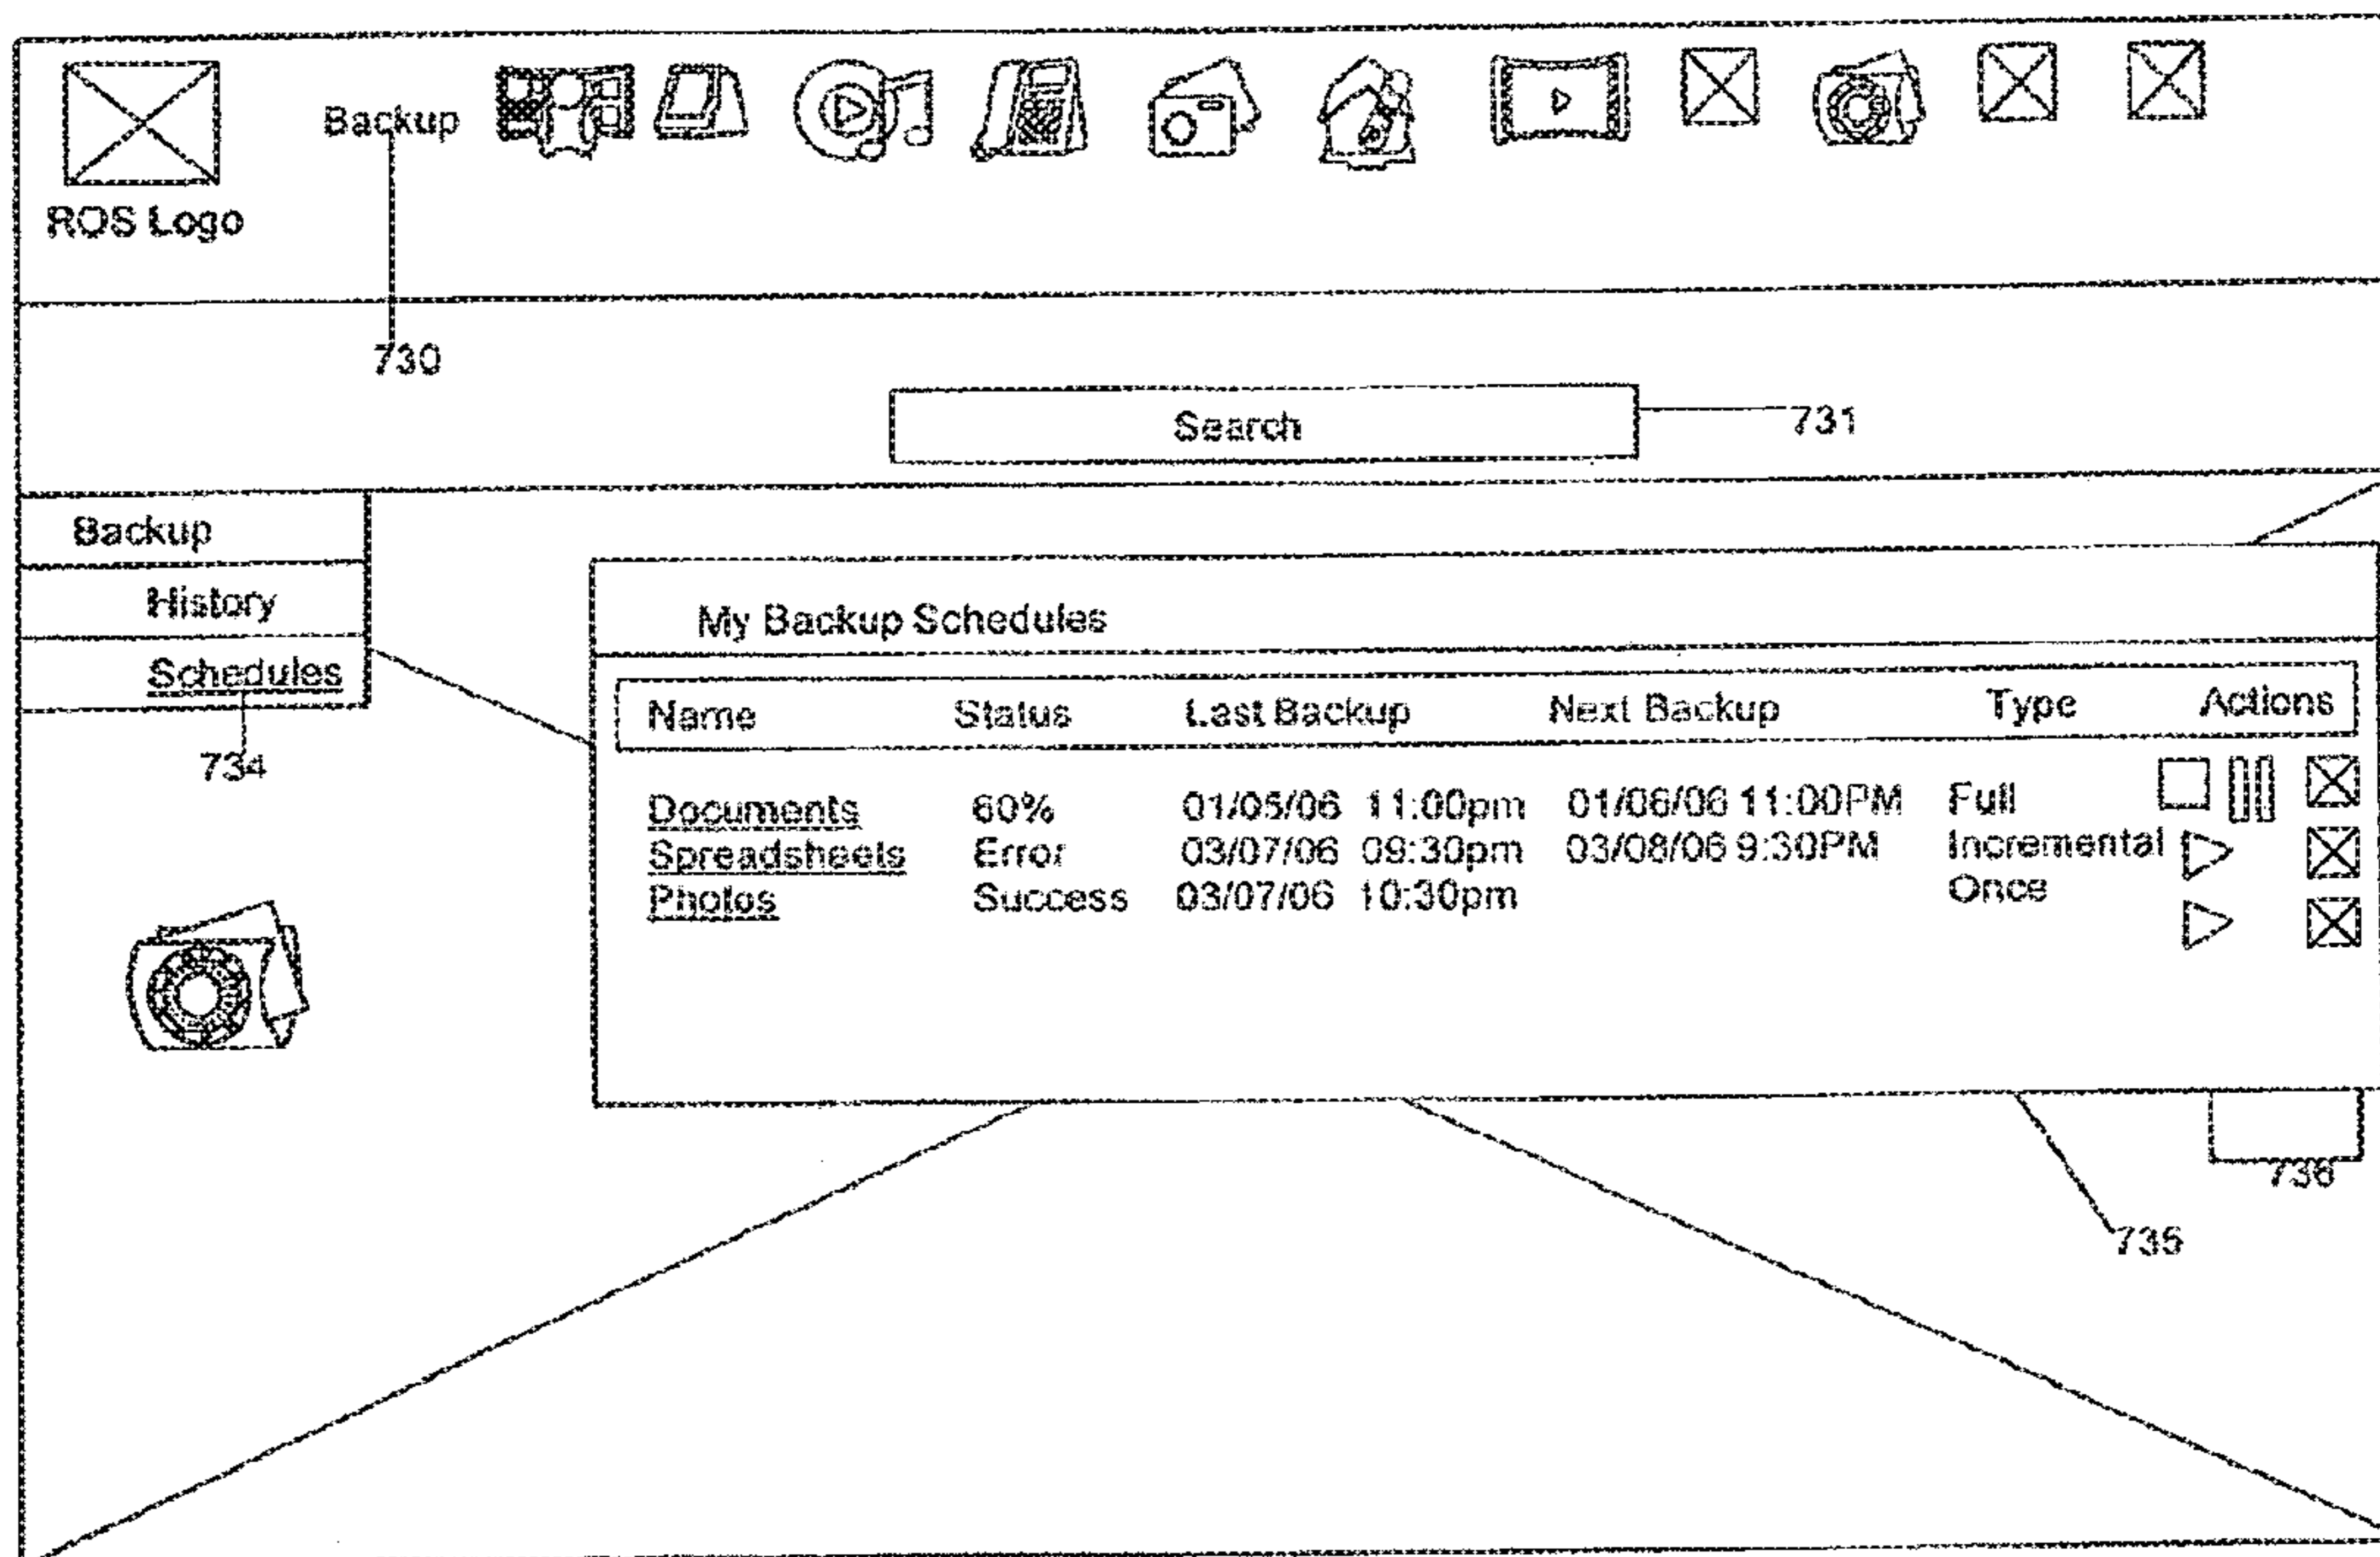 Backup
ROS Logo
730
Search 731
Backup
History
Schedules
734
My Backup Schedules
Name Status Last Backup Next Backup Type Actions
Documents 60% 01/05/06 11:00pm 01/06/06 11:00PM Full
Spreadsheets Error 03/07/06 09:30pm 03/08/06 9:30PM Incremental
Photos Success 03/07/06 10:30pm Once
736
735